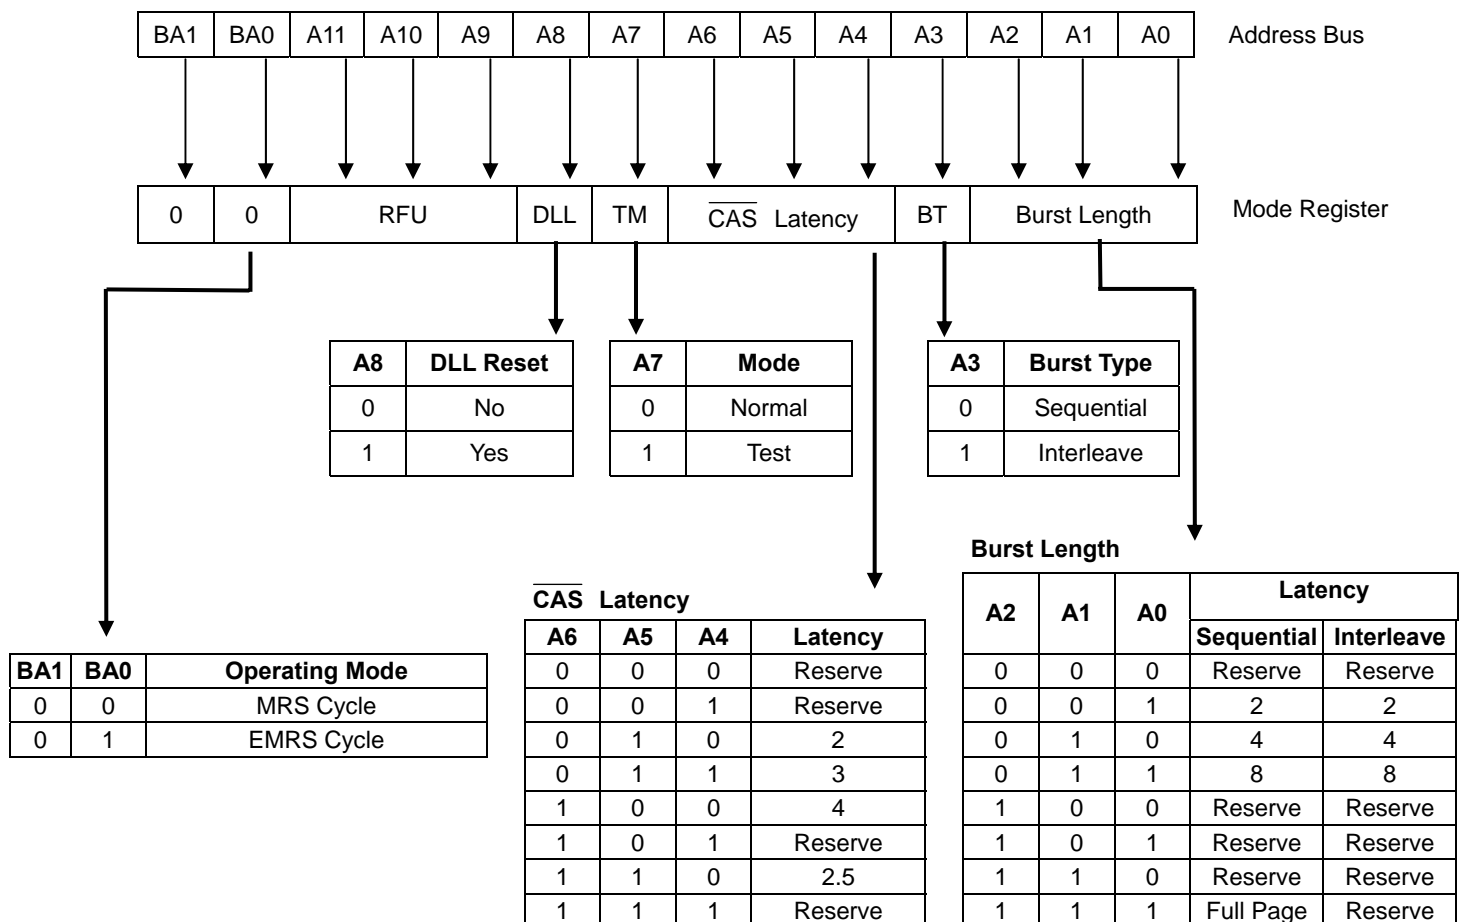 BA1 BA0 A11 A10 A9 A8 A7 A6 A5 A4 A3 A2 A1 A0 Address Bus
0 0 RFU DLL TM CAS Latency BT Burst Length Mode Register
A8 DLL Reset
0 No
1 Yes
A7 Mode
0 Normal
1 Test
A3 Burst Type
0 Sequential
1 Interleave
BA1 BA0 Operating Mode
0 0 MRS Cycle
0 1 EMRS Cycle
CAS Latency
A6 A5 A4 Latency
0 0 0 Reserve
0 0 1 Reserve
0 1 0 2
0 1 1 3
1 0 0 4
1 0 1 Reserve
1 1 0 2.5
1 1 1 Reserve
Burst Length
A2 A1 A0 Latency
Sequential Interleave
0 0 0 Reserve Reserve
0 0 1 2 2
0 1 0 4 4
0 1 1 8 8
1 0 0 Reserve Reserve
1 0 1 Reserve Reserve
1 1 0 Reserve Reserve
1 1 1 Full Page Reserve